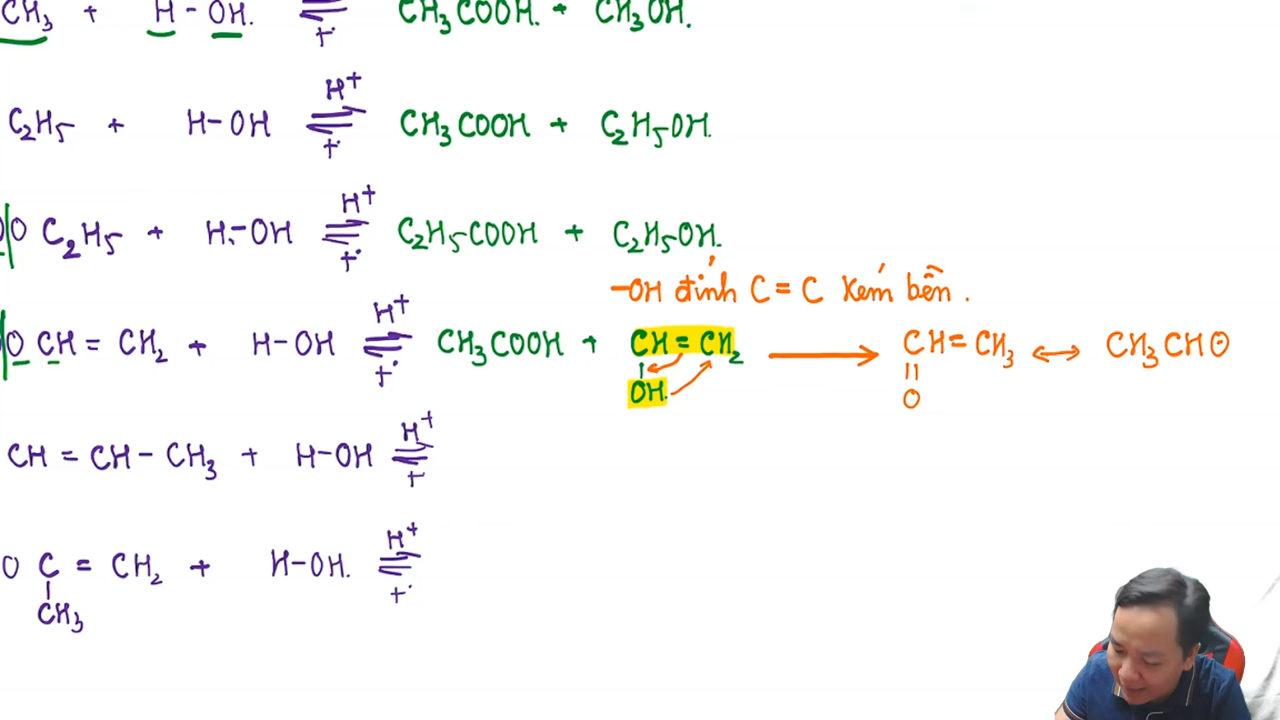 CH₃ + H - OH. ⇌ t° CH₃COOH. + CH₃OH.
C₂H₅ + H-OH ⇌ H⁺ t° CH₃COOH + C₂H₅OH.
O C₂H₅ + H-OH ⇌ H⁺ t° C₂H₅COOH + C₂H₅OH.
-OH đính C = C kém bền.
O CH = CH₂ + H-OH ⇌ H⁺ t° CH₃COOH + CH = CH₂ → CH=CH₃ ↔ CH₃CHO
OH. O
CH = CH - CH₃ + H-OH ⇌ H⁺ t°
O C = CH₂ + H-OH. ⇌ H⁺ t°
CH₃